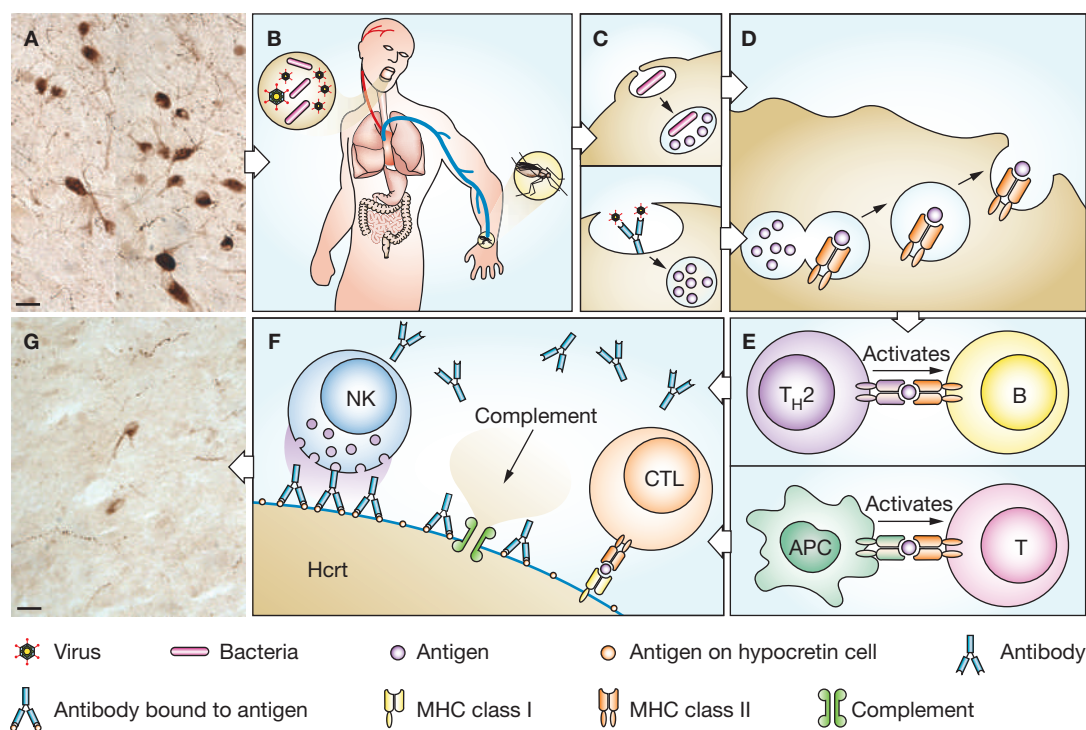 A
B
C
D
G
F
NK
Complement
CTL
Hcrt
E
Activates
T_H2
B
Activates
APC
T
Virus
Bacteria
Antigen
Antigen on hypocretin cell
Antibody
Antibody bound to antigen
MHC class I
MHC class II
Complement